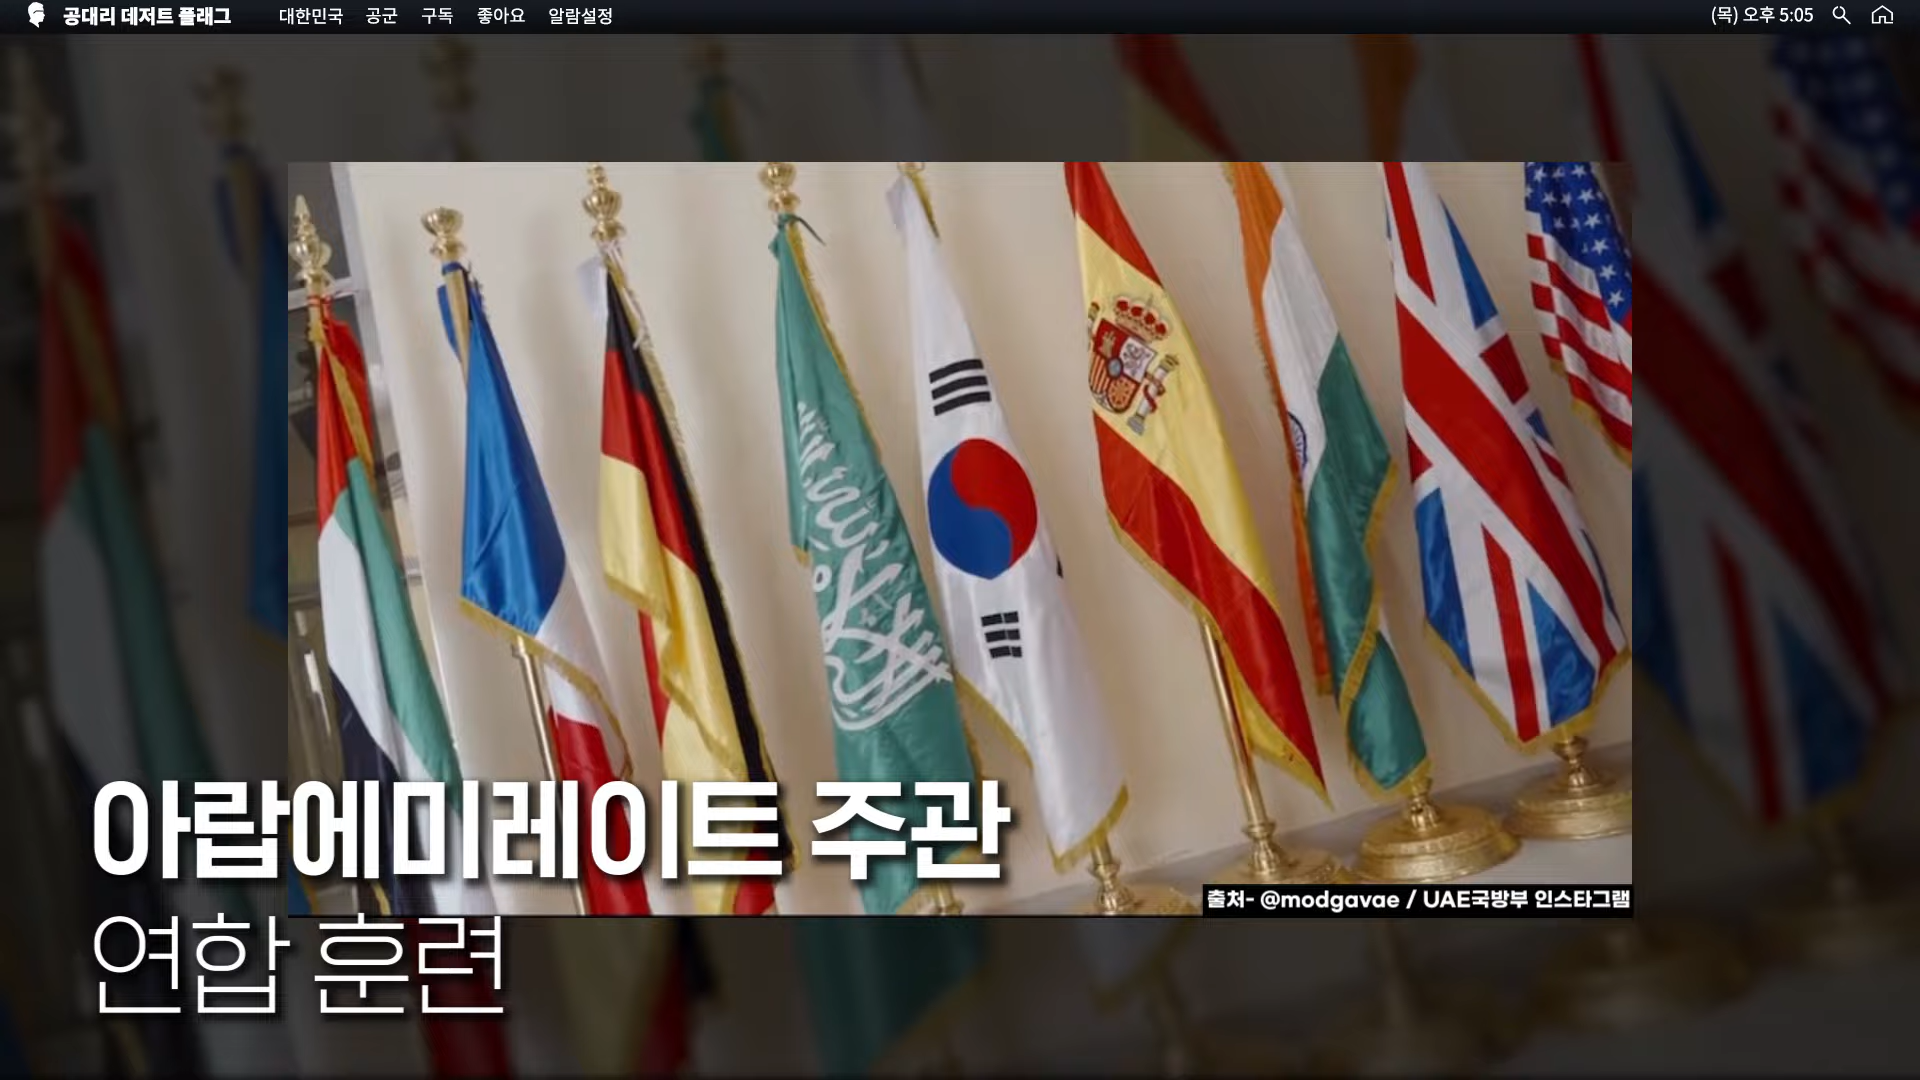 공대리 데저트 플래그 대한민국 공군 구독 좋아요 알람설정 (목) 오후 5:05
아랍에미레이트 주관
연합 훈련
출처- @modgavae / UAE국방부 인스타그램